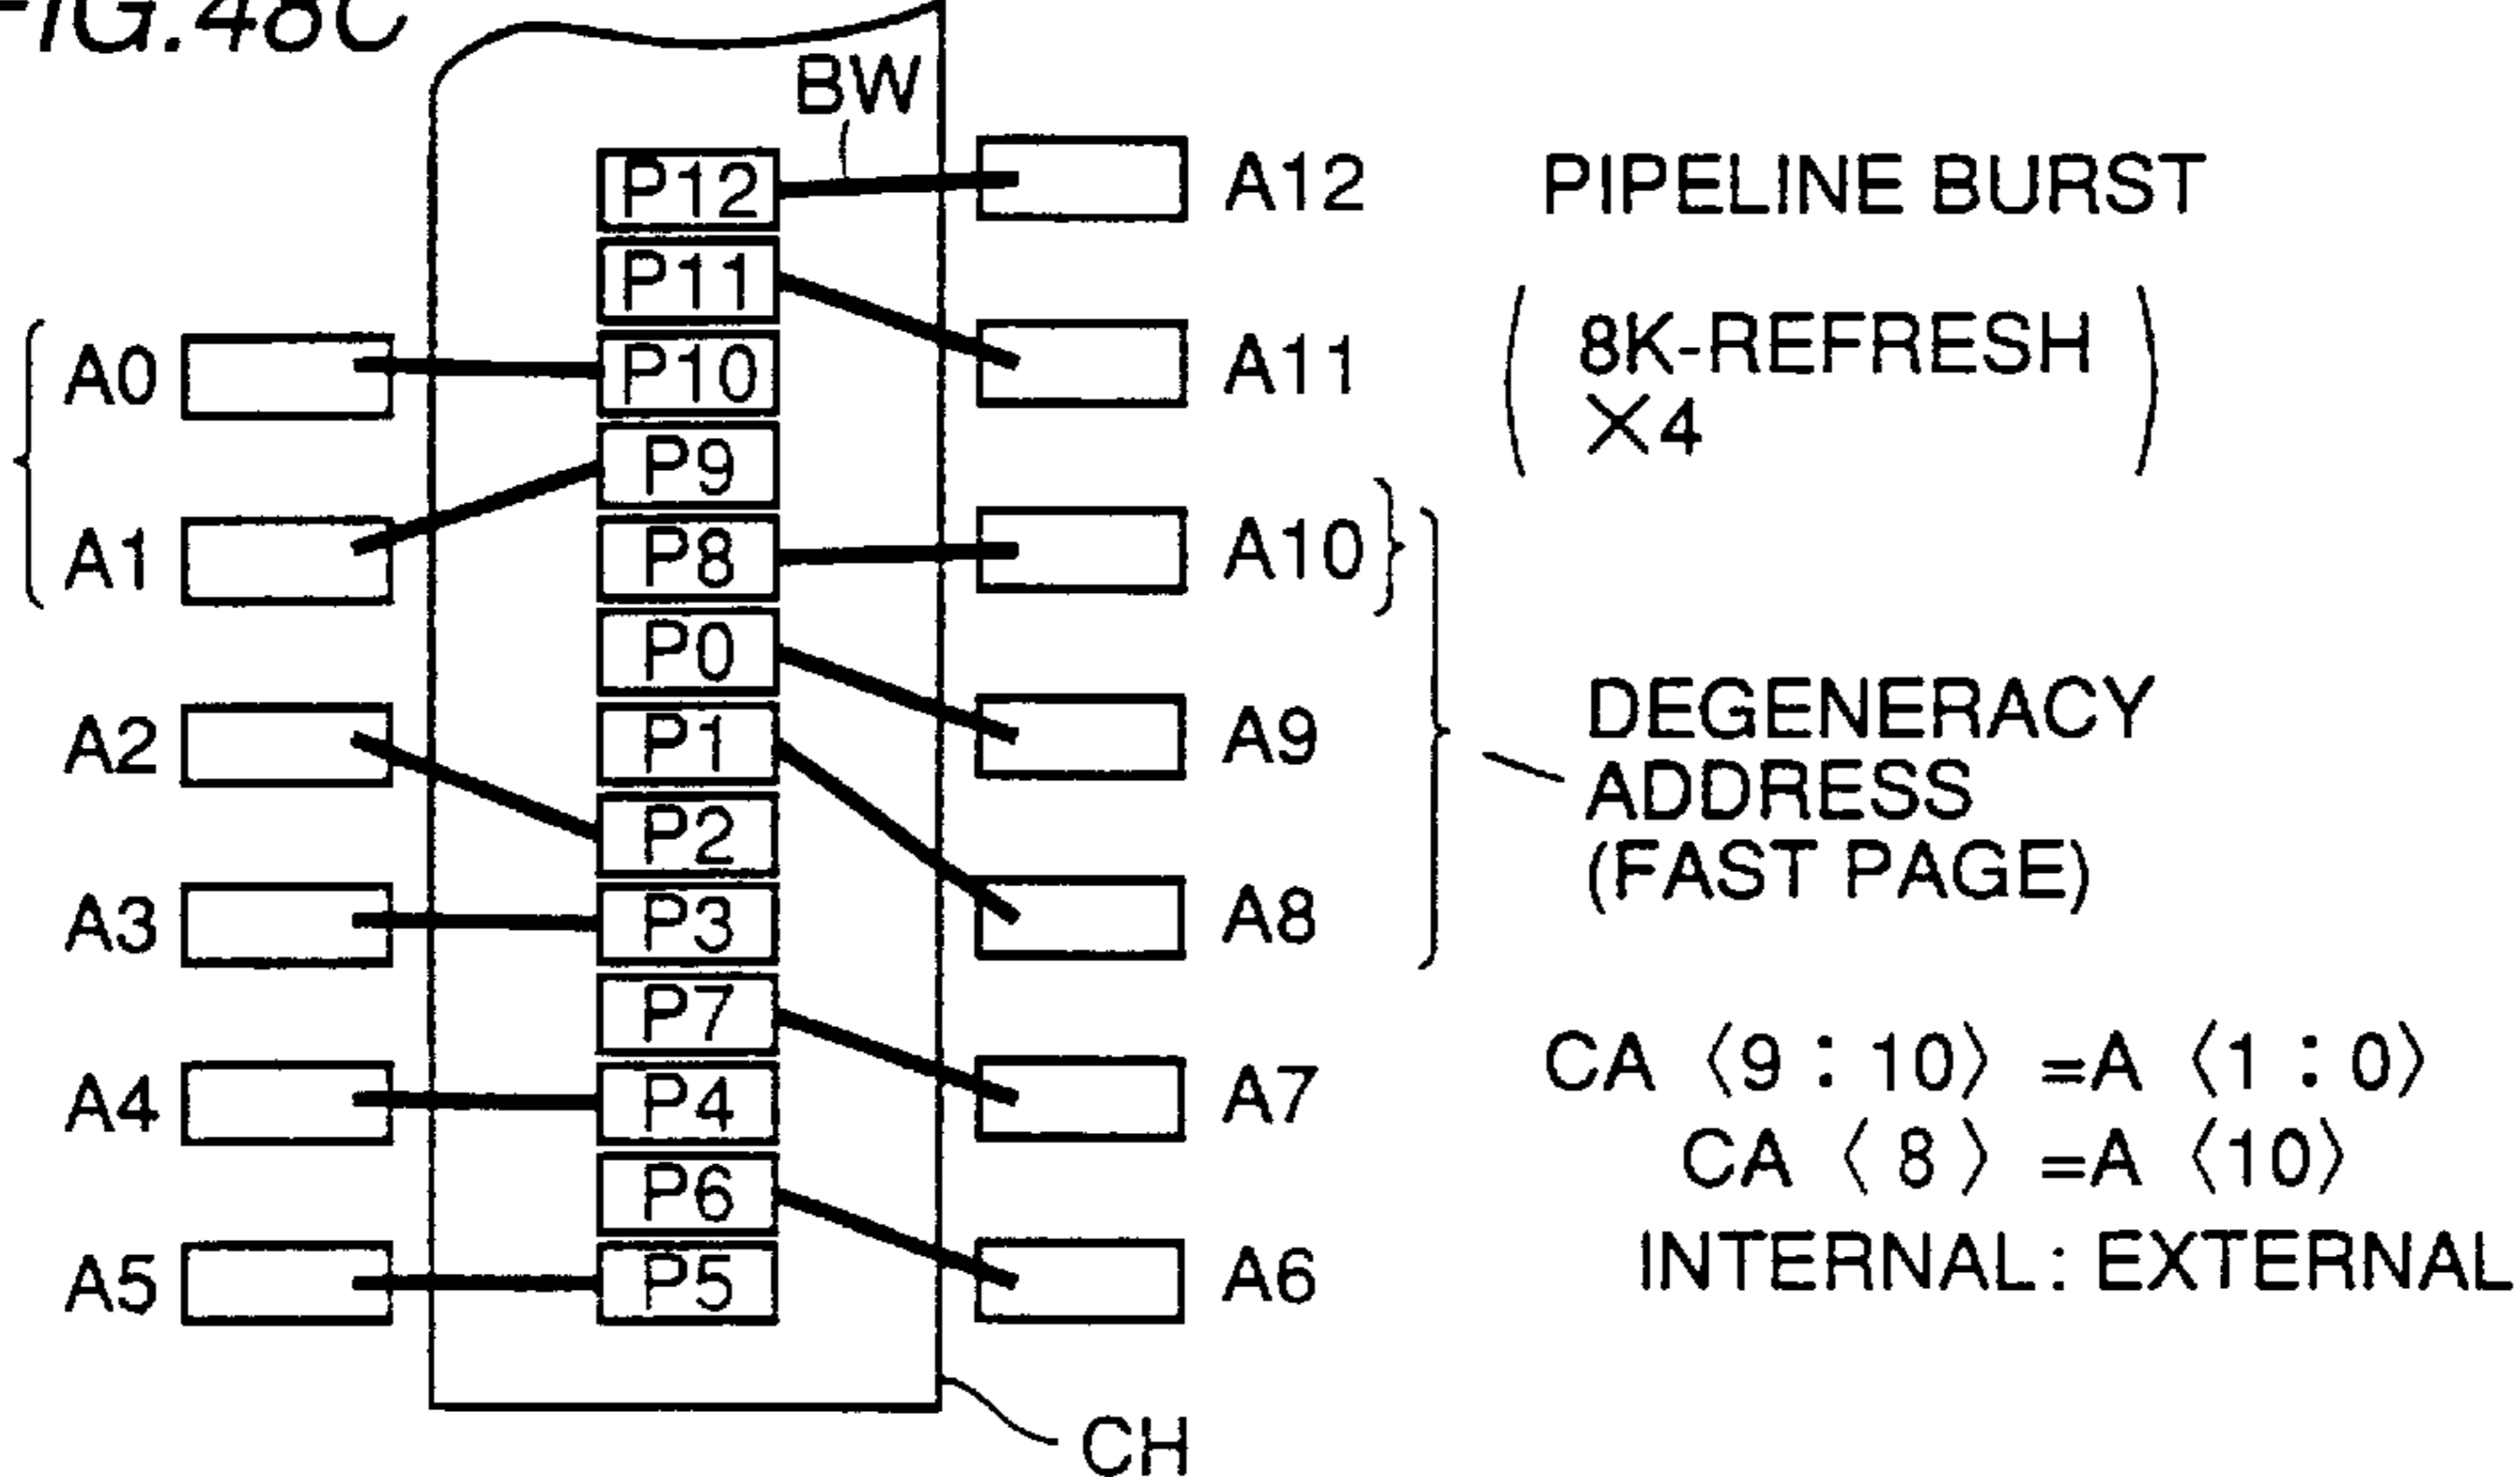 FIG.48C
BW
P12
P11
P10
P9
P8
P0
P1
P2
P3
P7
P4
P6
P5
A0
A1
A2
A3
A4
A5
A12
A11
A10
A9
A8
A7
A6
CH
PIPELINE BURST
8K-REFRESH
×4
DEGENERACY
ADDRESS
(FAST PAGE)
CA 〈9 : 10〉 =A 〈1 : 0〉
CA 〈 8 〉 =A 〈10〉
INTERNAL: EXTERNAL